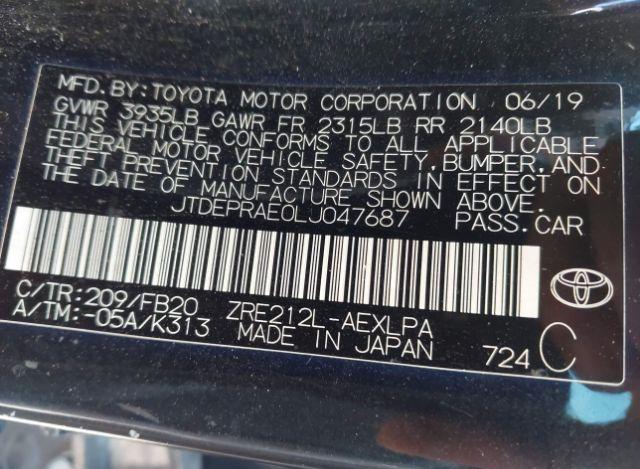 MFD.BY:TOYOTA MOTOR CORPORATION 06/19
GVWR 3935LB GAWR FR 2315LB RR 2140LB
THIS VEHICLE CONFORMS TO ALL APPLICABLE
FEDERAL MOTOR VEHICLE SAFETY,BUMPER,AND
THEFT PREVENTION STANDARDS IN EFFECT ON
THE DATE OF MANUFACTURE SHOWN ABOVE.
JTDEPRAE0LJ047687 PASS.CAR
C/TR:209/FB20 ZRE212L-AEXLPA
A/TM:-05A/K313 MADE IN JAPAN 724 C